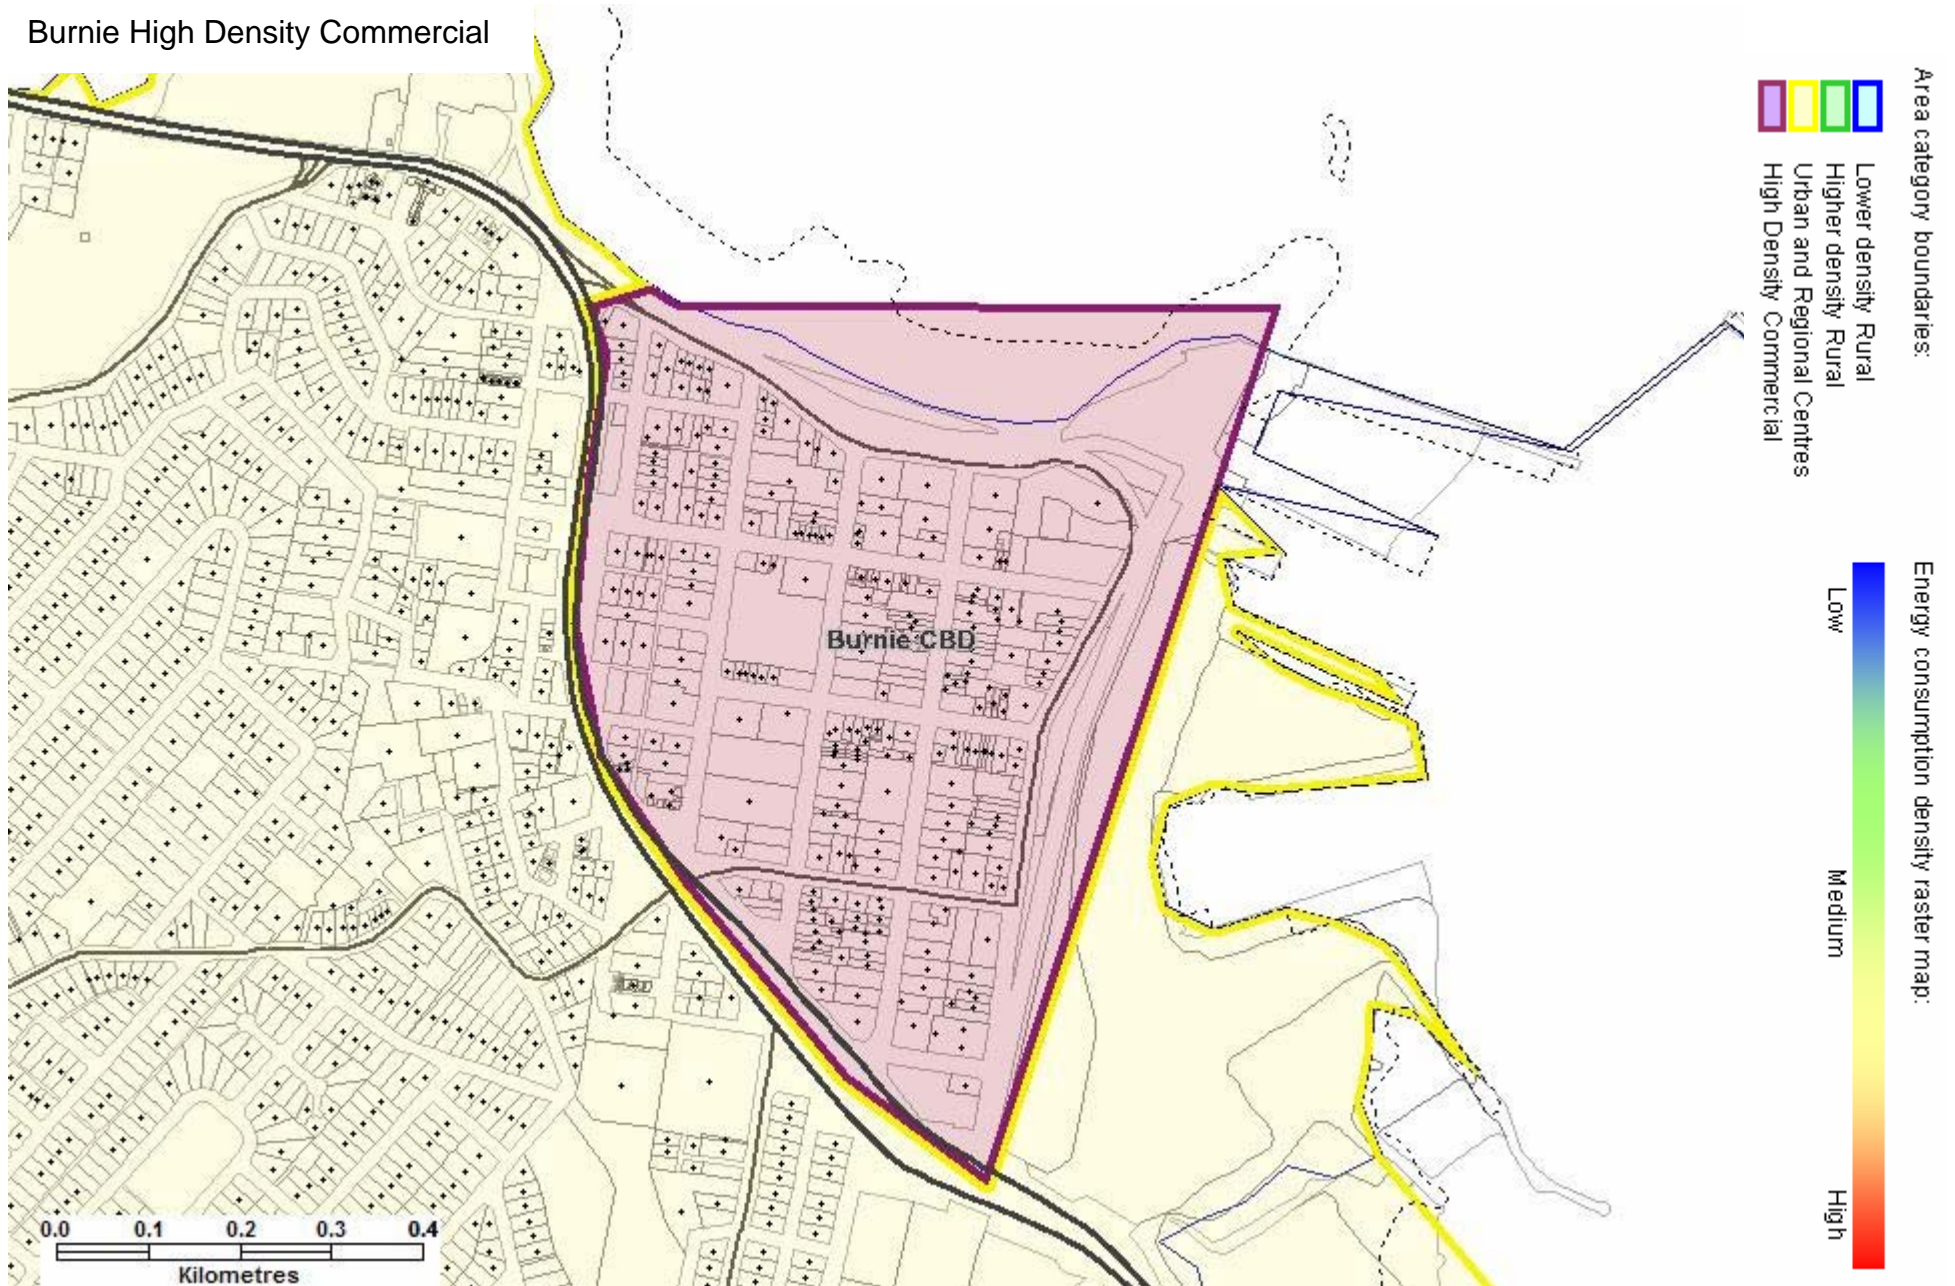 Burnie High Density Commercial
Burnie CBD
0.0 0.1 0.2 0.3 0.4
Kilometres
Area category boundaries:
Lower density Rural
Higher density Rural
Urban and Regional Centres
High Density Commercial
Energy consumption density raster map:
Low Medium High